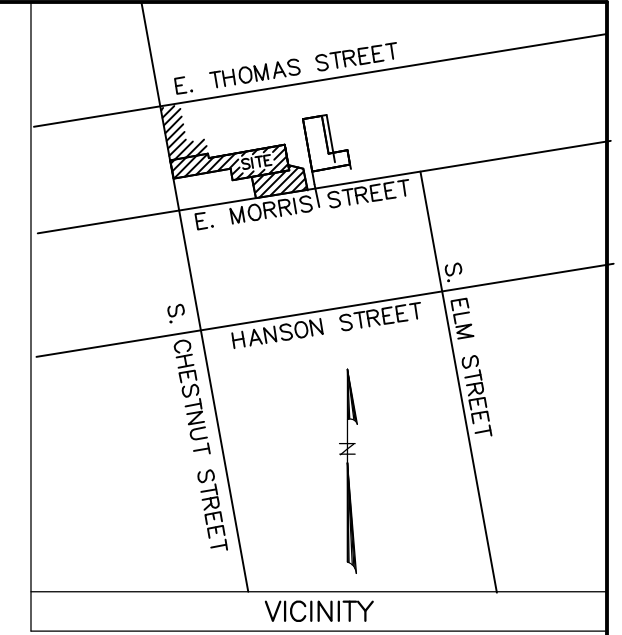 E. THOMAS STREET
SITE
E. MORRIS STREET
S. ELM STREET
HANSON STREET
S. CHESTNUT STREET
N
VICINITY